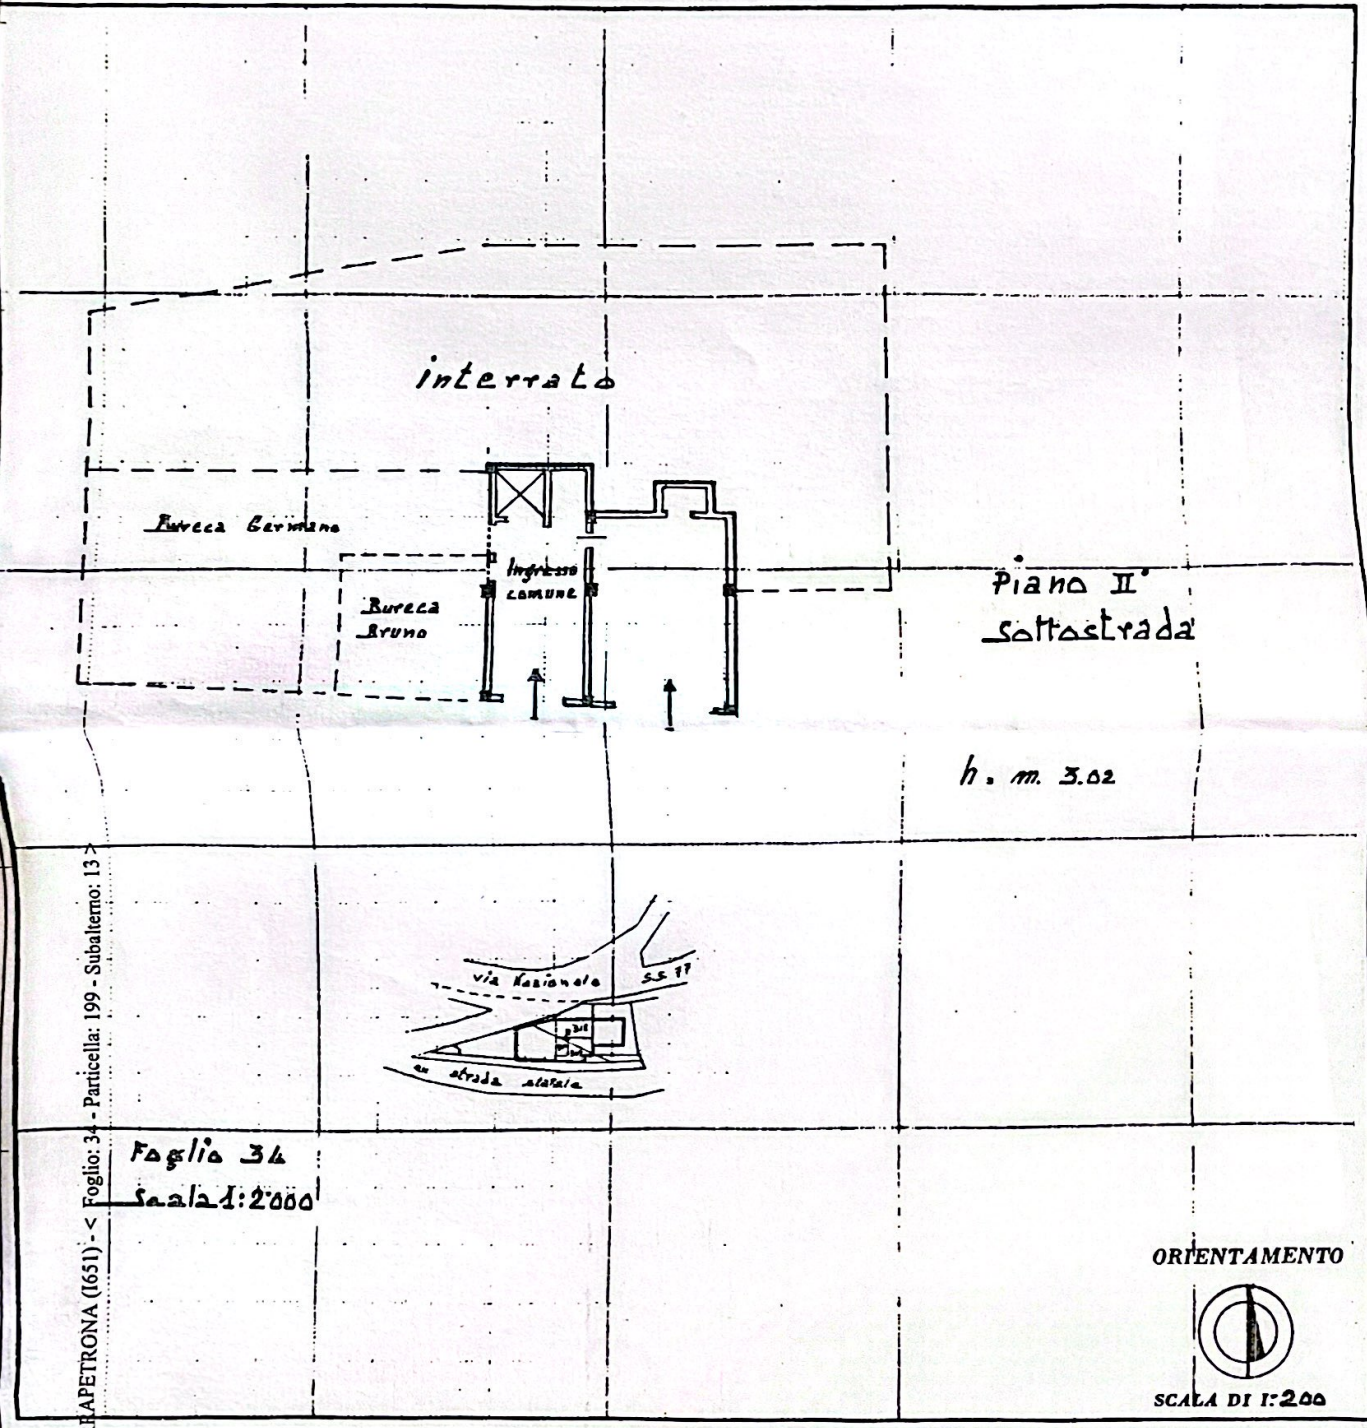 interrato
Bureca Germano
Ingresso
comune
Bureca
Bruno
Piano II°
Sottostrada
h. m. 3.02
via Nazionale
SS 77
ex strada statale
Foglio 34
Scala 1:2000
RAPETRONA (I651) - < Foglio: 34 - Particella: 199 - Subalterno: 13 >
ORIENTAMENTO
SCALA DI 1:200